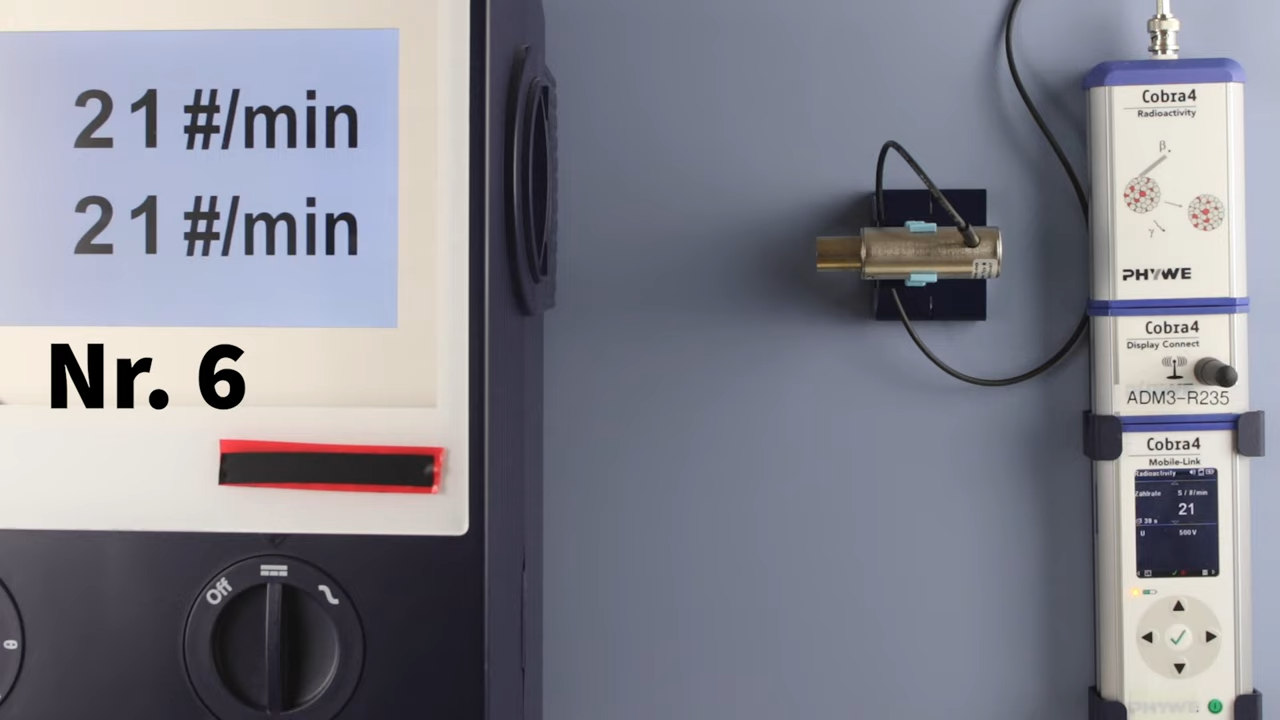 21 #/min
21 #/min
Nr. 6
Off
Cobra4
Radioactivity
β-
γ
PHYWE
Cobra4
Display Connect
ADM3-R235
Cobra4
Mobile-Link
Radioactivity
Zählrate S / #/min
21
39 s
U 500 V
PHYWE